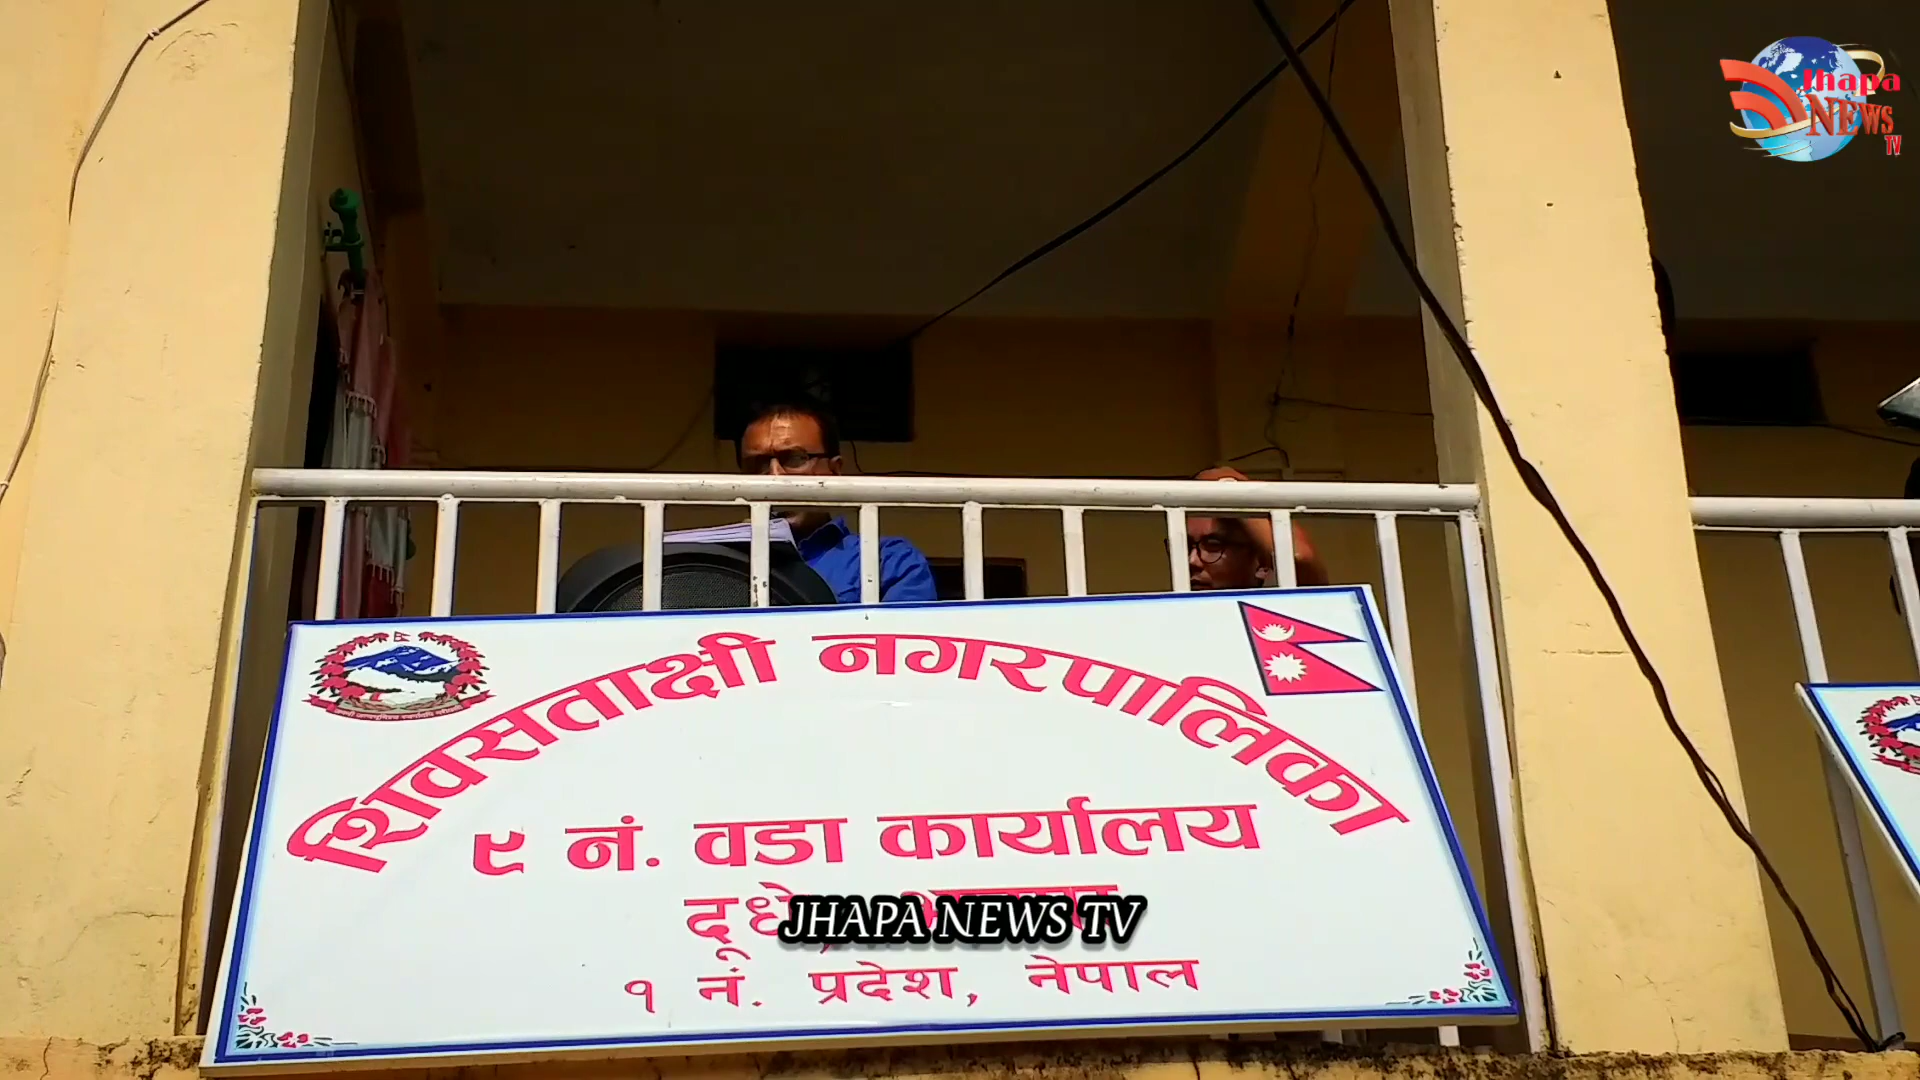 Jhapa
NEWS
TV
शिवसताक्षी नगरपालिका
९ नं. वडा कार्यालय
JHAPA NEWS TV
१ नं. प्रदेश, नेपाल